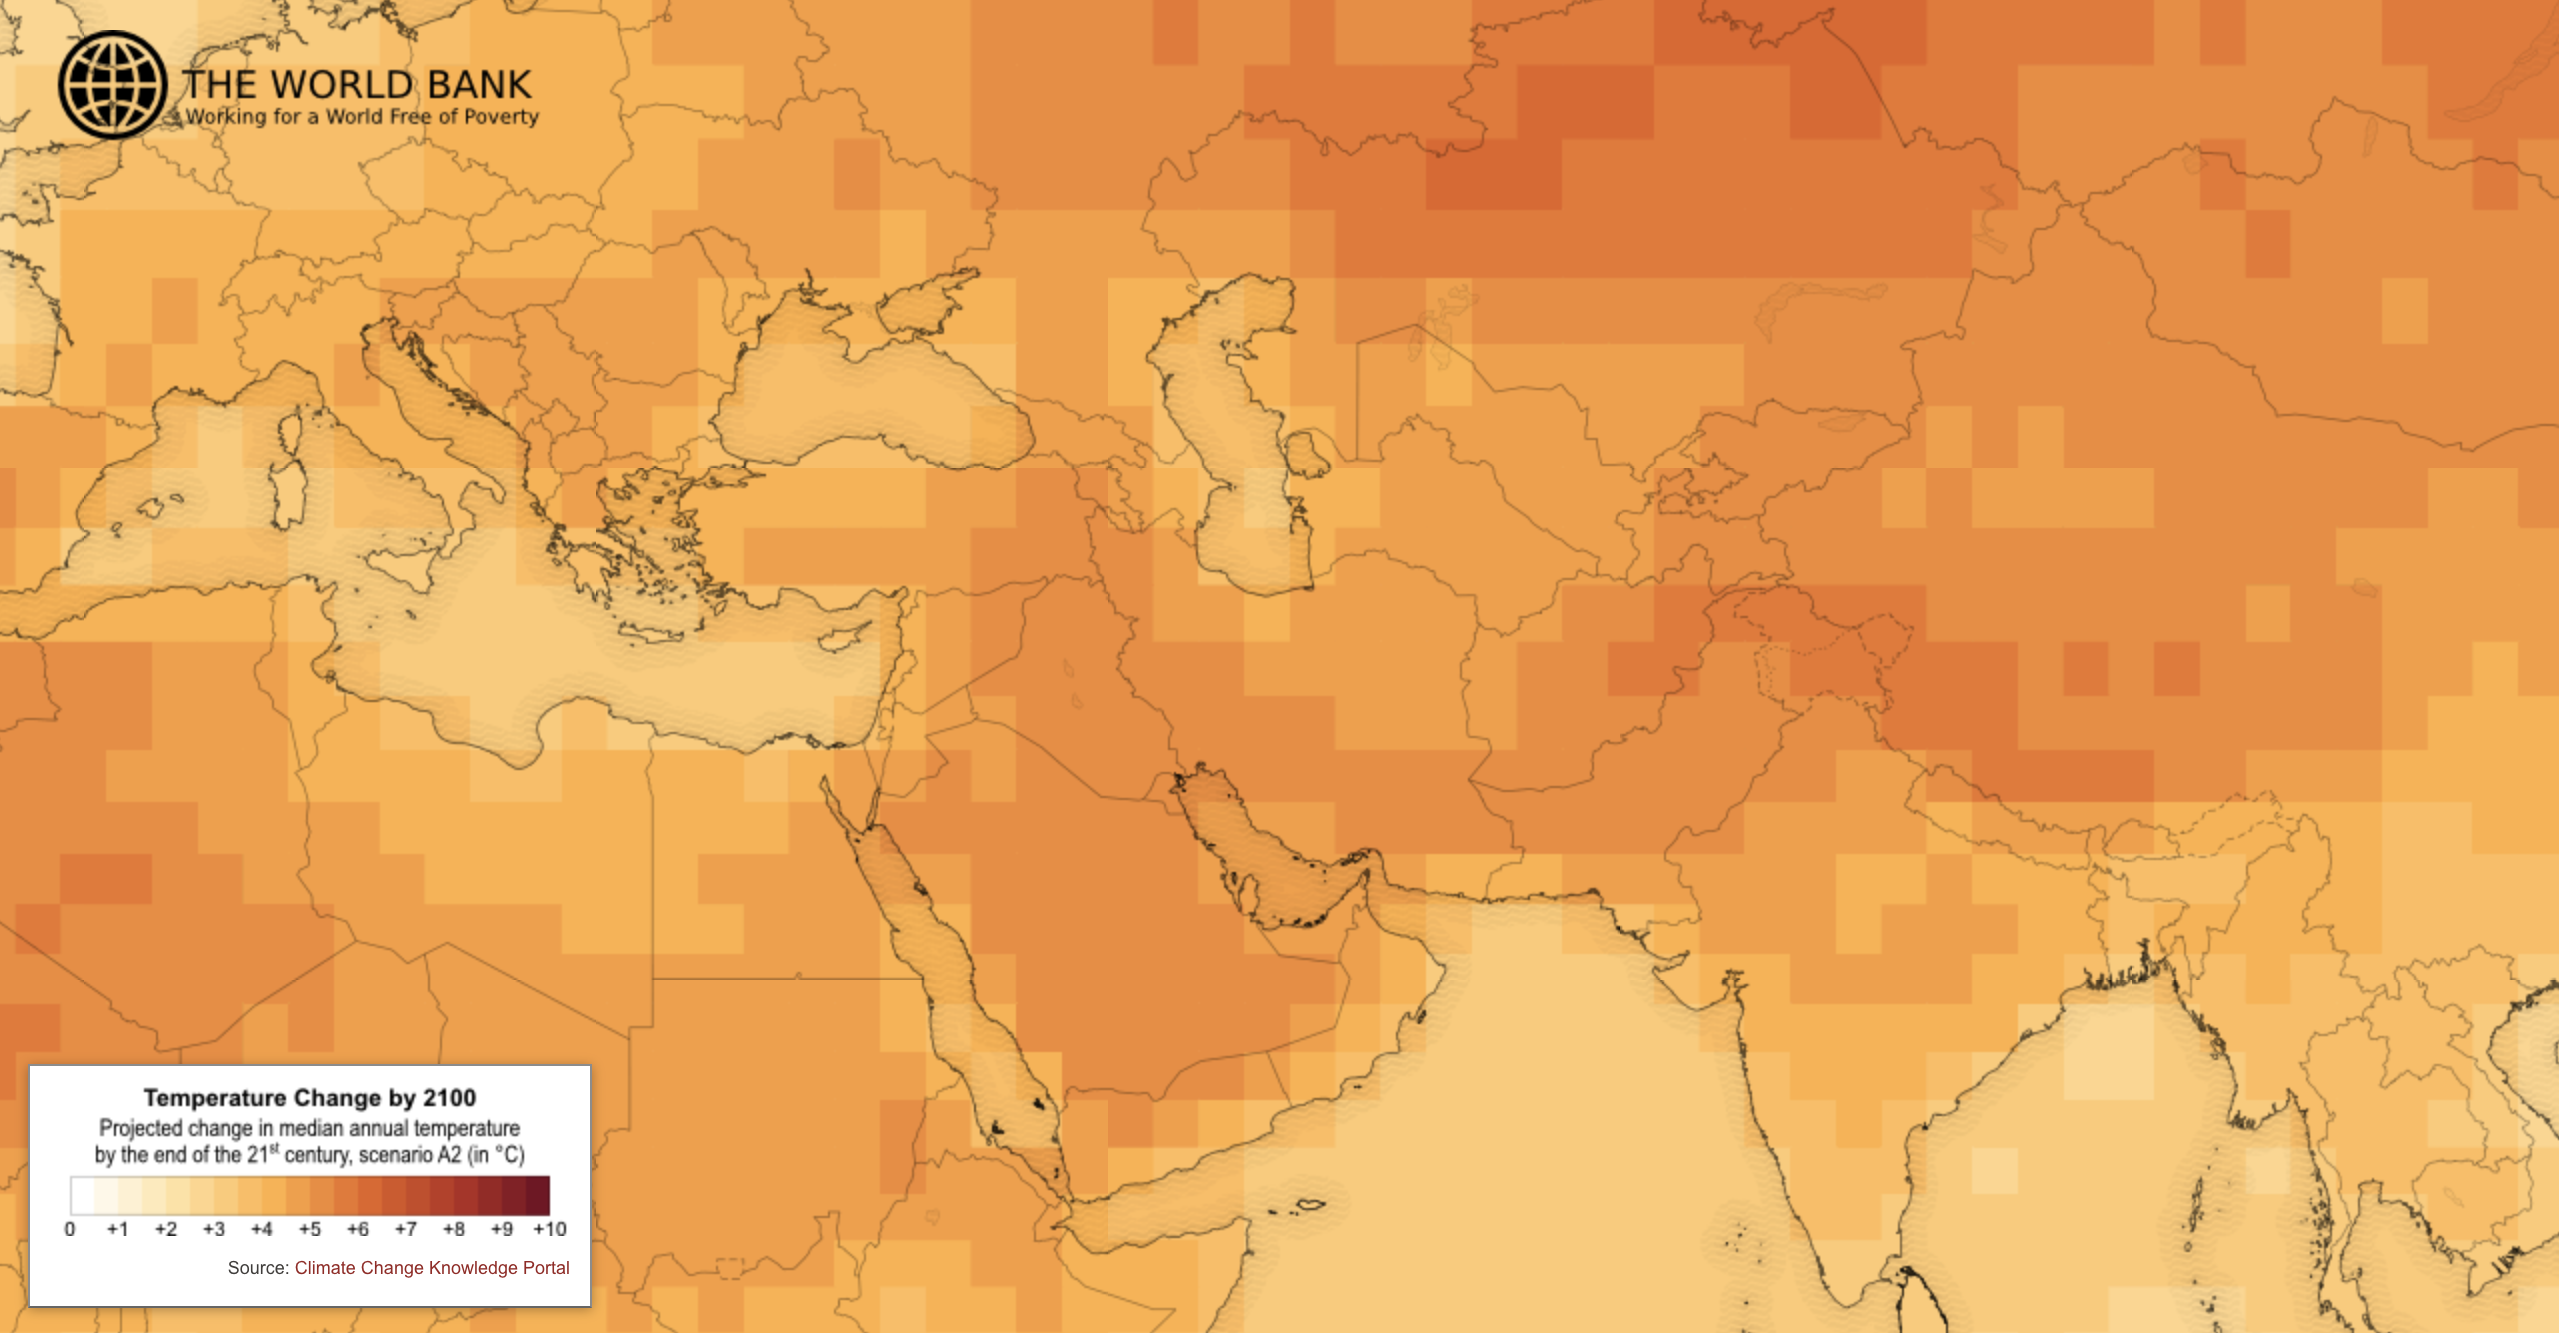 THE WORLD BANK
Working for a World Free of Poverty
Temperature Change by 2100
Projected change in median annual temperature
by the end of the 21st century, scenario A2 (in °C)
0 +1 +2 +3 +4 +5 +6 +7 +8 +9 +10
Source: Climate Change Knowledge Portal